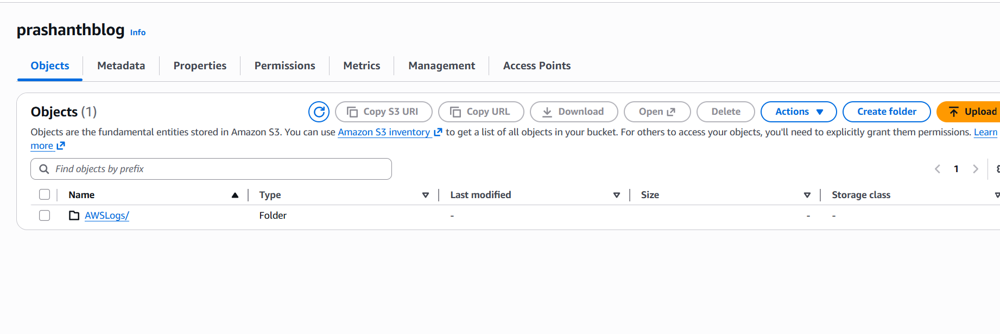 prashanthblog Info
Objects Metadata Properties Permissions Metrics Management Access Points
Objects (1) Copy S3 URI Copy URL Download Open Delete Actions Create folder Upload
Objects are the fundamental entities stored in Amazon S3. You can use Amazon S3 inventory to get a list of all objects in your bucket. For others to access your objects, you'll need to explicitly grant them permissions. Learn
more
Find objects by prefix 1
Name Type Last modified Size Storage class
AWSLogs/ Folder - - -